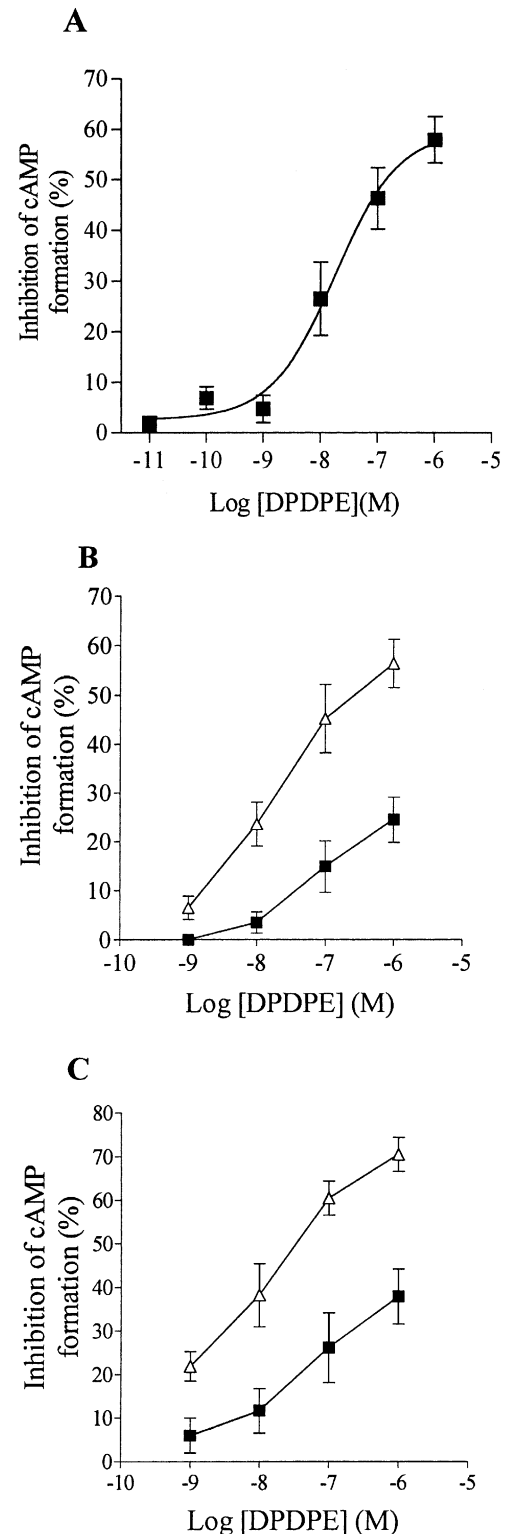 A
Inhibition of cAMP
formation (%)
70
60
50
40
30
20
10
0
-11 -10 -9 -8 -7 -6 -5
Log [DPDPE](M)
B
Inhibition of cAMP
formation (%)
70
60
50
40
30
20
10
0
-10 -9 -8 -7 -6 -5
Log [DPDPE] (M)
C
Inhibition of cAMP
formation (%)
80
70
60
50
40
30
20
10
0
-10 -9 -8 -7 -6 -5
Log [DPDPE] (M)